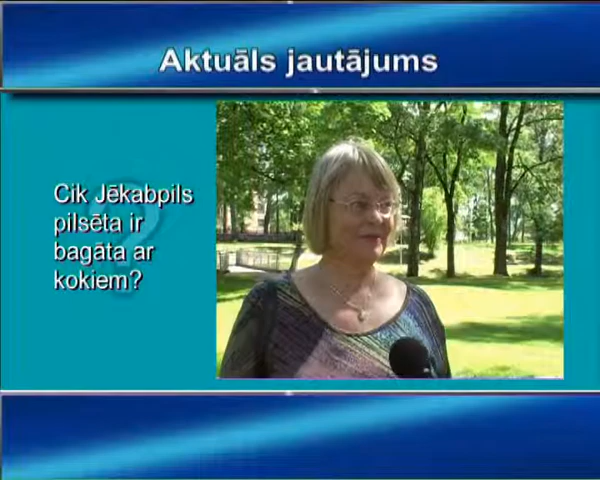 Aktuāls jautājums
Cik Jēkabpils
pilsēta ir
bagāta ar
kokiem?